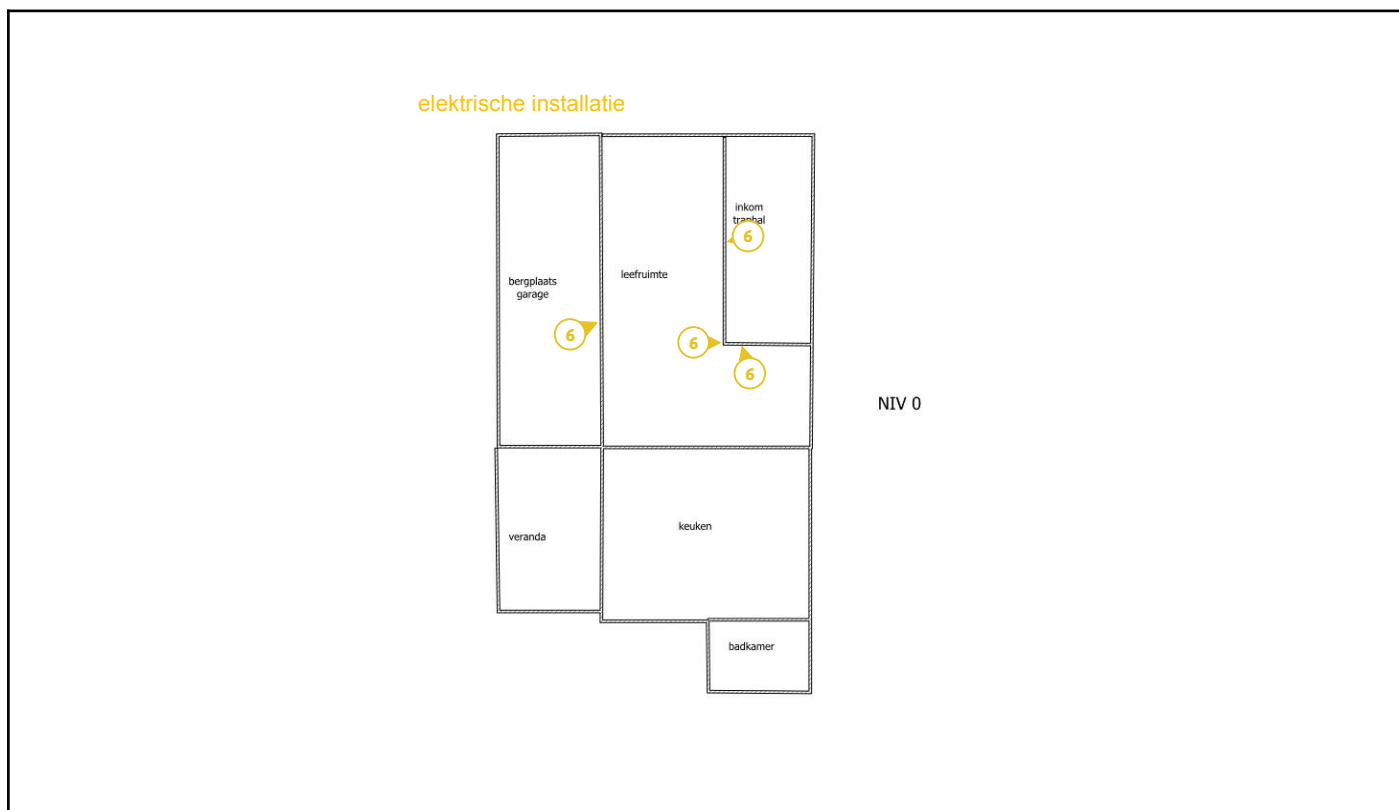 elektrische installatie
inkom
traphal
6
leefruimte
bergplaats
garage
6
6
6
NIV 0
keuken
veranda
badkamer